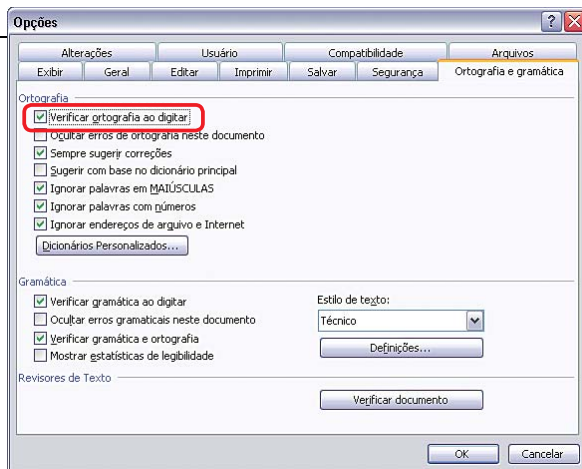 Opções
Alterações Usuário Compatibilidade Arquivos
Exibir Geral Editar Imprimir Salvar Segurança Ortografia e gramática
Ortografia
Verificar ortografia ao digitar
Ocultar erros de ortografia neste documento
Sempre sugerir correções
Sugerir com base no dicionário principal
Ignorar palavras em MAIÚSCULAS
Ignorar palavras com números
Ignorar endereços de arquivo e Internet
Dicionários Personalizados...
Gramática
Verificar gramática ao digitar Estilo de texto:
Ocultar erros gramaticais neste documento Técnico
Verificar gramática e ortografia Definições...
Mostrar estatísticas de legibilidade
Revisores de Texto
Verificar documento
OK Cancelar